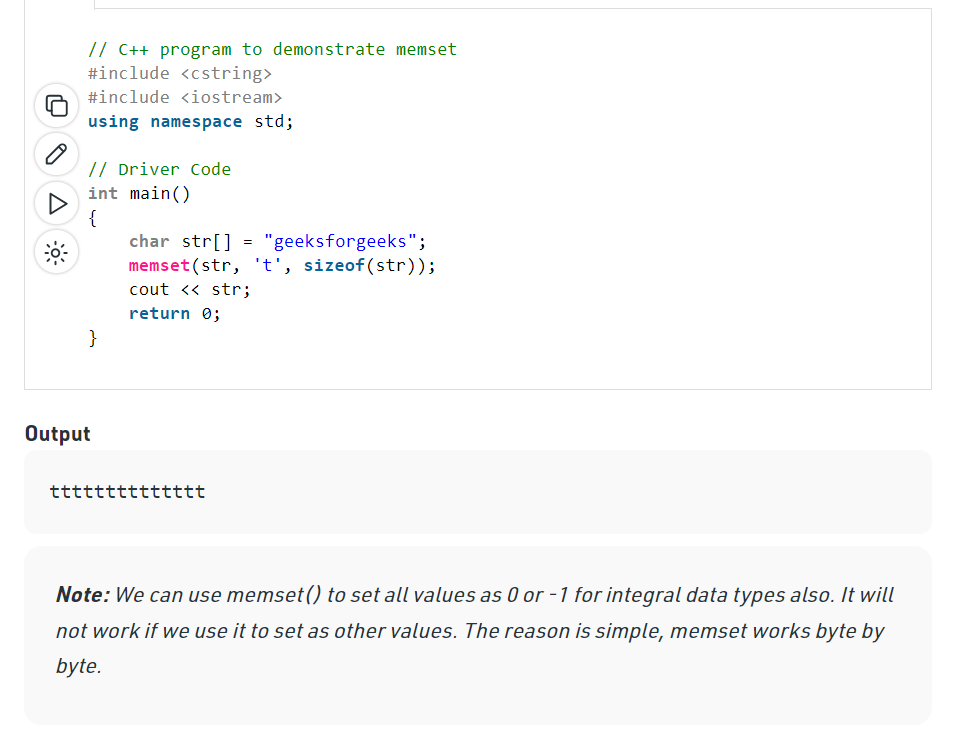 // C++ program to demonstrate memset
#include <cstring>
#include <iostream>
using namespace std;
// Driver Code
int main()
{
    char str[] = "geeksforgeeks";
    memset(str, 't', sizeof(str));
    cout << str;
    return 0;
}
Output
tttttttttttttt
Note: We can use memset() to set all values as 0 or -1 for integral data types also. It will
not work if we use it to set as other values. The reason is simple, memset works byte by
byte.